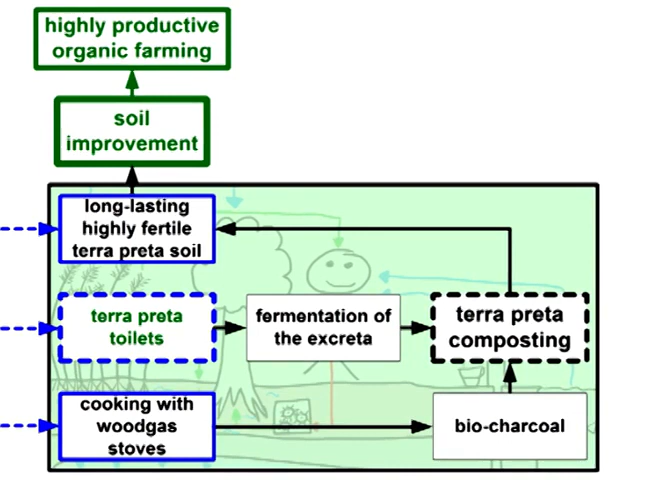 highly productive
organic farming
soil
improvement
long-lasting
highly fertile
terra preta soil
terra preta
toilets
fermentation of
the excreta
terra preta
composting
cooking with
woodgas
stoves
bio-charcoal